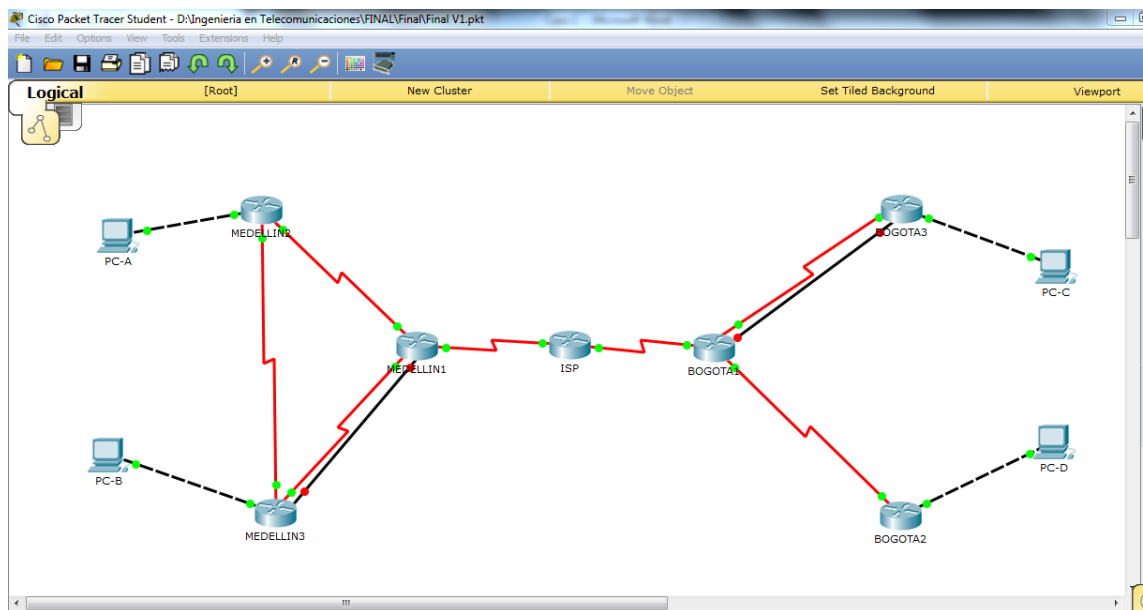 Cisco Packet Tracer Student - D:\Ingenieria en Telecomunicaciones\FINAL\Final\Final V1.pkt
File Edit Options View Tools Extensions Help
Logical [Root] New Cluster Move Object Set Tiled Background Viewport
MEDELLIN2
BOGOTA3
PC-A
PC-C
MEDELLIN1
ISP
BOGOTA1
PC-B
PC-D
MEDELLIN3
BOGOTA2